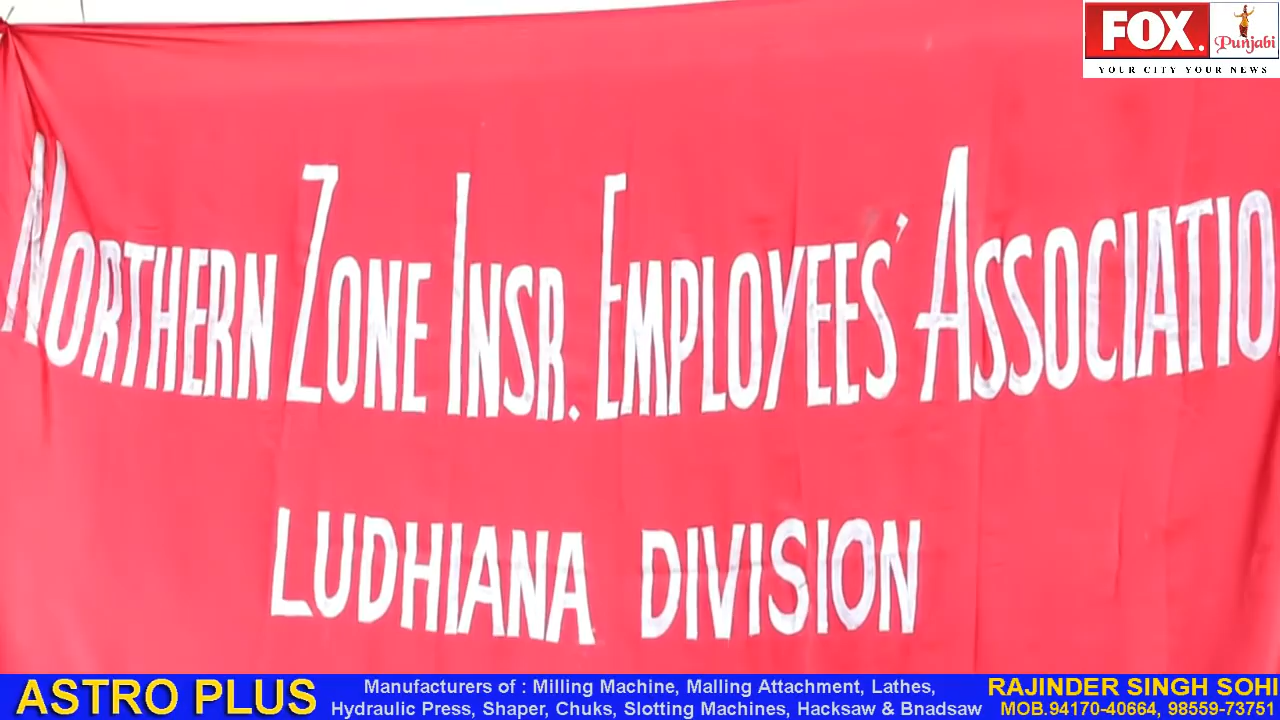 FOX.
Punjabi
YOUR CITY YOUR NEWS
NORTHERN ZONE INSR. EMPLOYEES' ASSOCIATIO
LUDHIANA DIVISION
ASTRO PLUS
Manufacturers of : Milling Machine, Malling Attachment, Lathes,
Hydraulic Press, Shaper, Chuks, Slotting Machines, Hacksaw & Bnadsaw
RAJINDER SINGH SOHI
MOB.94170-40664, 98559-73751